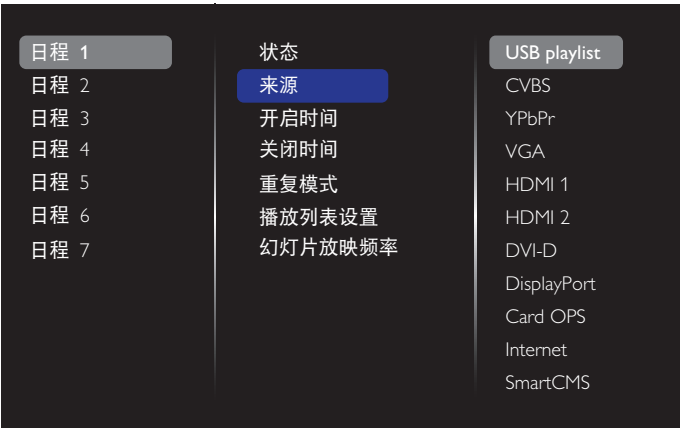 日程 1
日程 2
日程 3
日程 4
日程 5
日程 6
日程 7
状态
来源
开启时间
关闭时间
重复模式
播放列表设置
幻灯片放映频率
USB playlist
CVBS
YPbPr
VGA
HDMI 1
HDMI 2
DVI-D
DisplayPort
Card OPS
Internet
SmartCMS